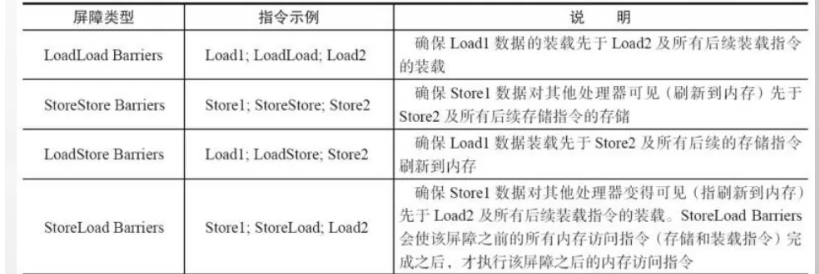 屏障类型 指令示例 说 明
LoadLoad Barriers Load1; LoadLoad; Load2 确保 Load1 数据的装载先于 Load2 及所有后续装载指令
的装载
StoreStore Barriers Store1; StoreStore; Store2 确保 Store1 数据对其他处理器可见（刷新到内存）先于
Store2 及所有后续存储指令的存储
LoadStore Barriers Load1; LoadStore; Store2 确保 Load1 数据装载先于 Store2 及所有后续的存储指令
刷新到内存
StoreLoad Barriers Store1; StoreLoad; Load2 确保 Store1 数据对其他处理器变得可见（指刷新到内存）
先于 Load2 及所有后续装载指令的装载。StoreLoad Barriers
会使该屏障之前的所有内存访问指令（存储和装载指令）完
成之后，才执行该屏障之后的内存访问指令